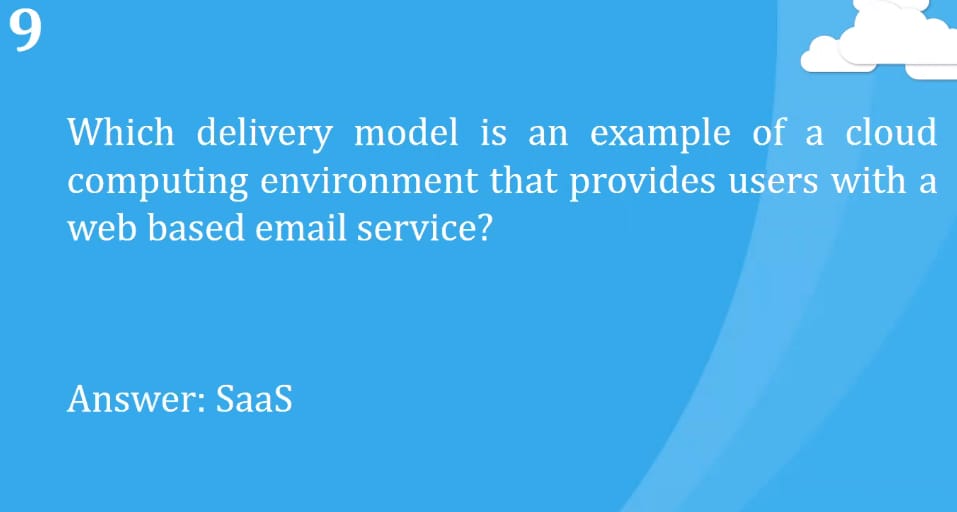 9
Which delivery model is an example of a cloud
computing environment that provides users with a
web based email service?
Answer: SaaS